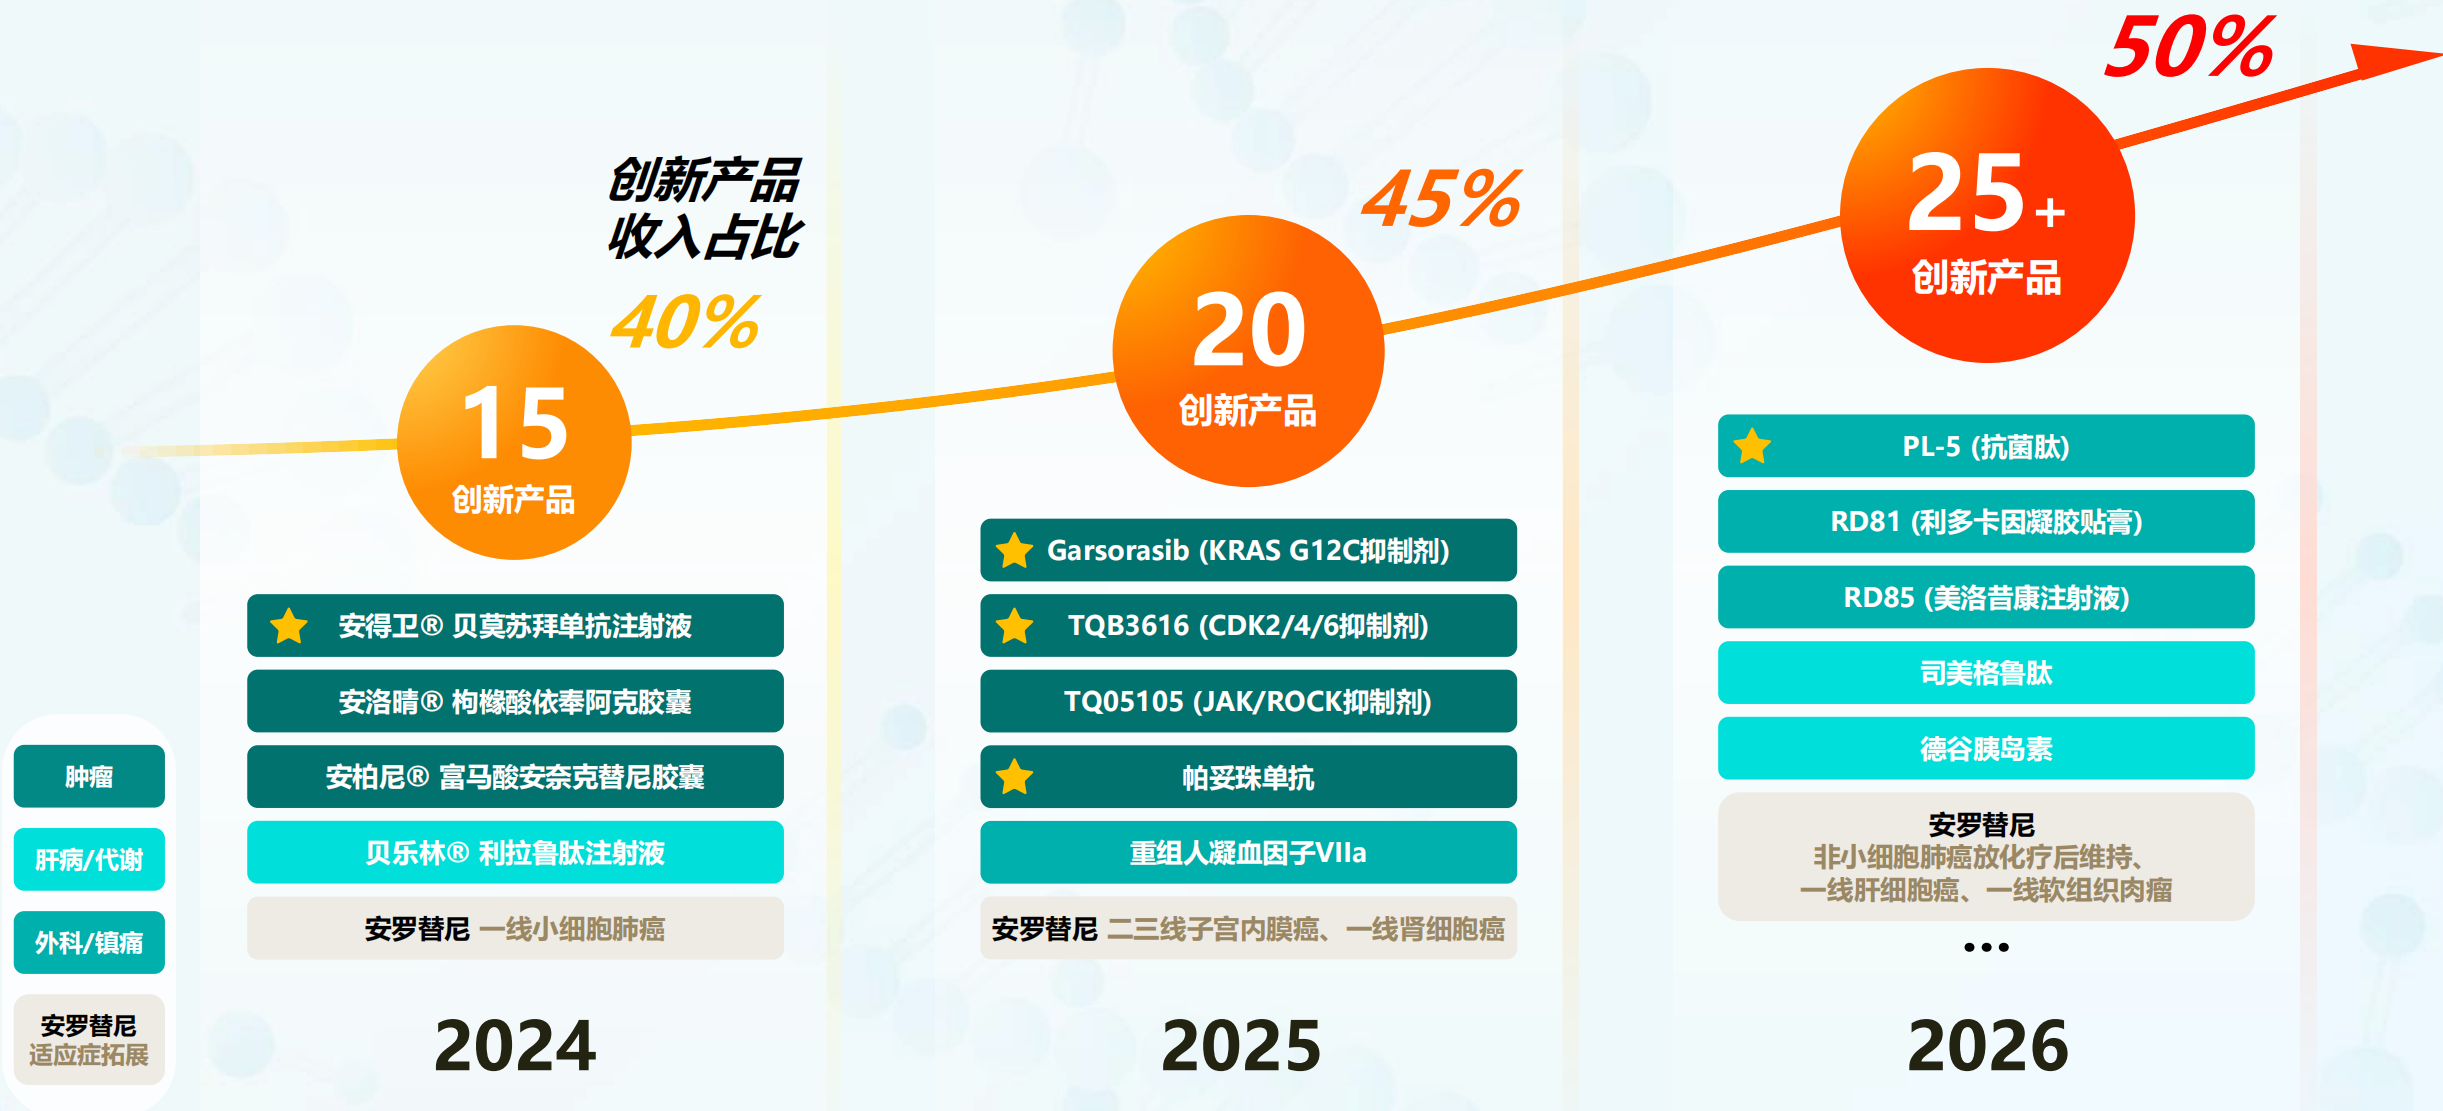 创新产品
收入占比
40%
15
创新产品
安得卫® 贝莫苏拜单抗注射液
安洛晴® 枸橼酸依奉阿克胶囊
安柏尼® 富马酸安奈克替尼胶囊
贝乐林® 利拉鲁肽注射液
安罗替尼 一线小细胞肺癌
2024
45%
20
创新产品
Garsorasib (KRAS G12C抑制剂)
TQB3616 (CDK2/4/6抑制剂)
TQ05105 (JAK/ROCK抑制剂)
帕妥珠单抗
重组人凝血因子VIIa
安罗替尼 二三线子宫内膜癌、一线肾细胞癌
2025
50%
25+
创新产品
PL-5 (抗菌肽)
RD81 (利多卡因凝胶贴膏)
RD85 (美洛昔康注射液)
司美格鲁肽
德谷胰岛素
安罗替尼
非小细胞肺癌放化疗后维持、
一线肝细胞癌、一线软组织肉瘤
...
2026
肿瘤
肝病/代谢
外科/镇痛
安罗替尼
适应症拓展